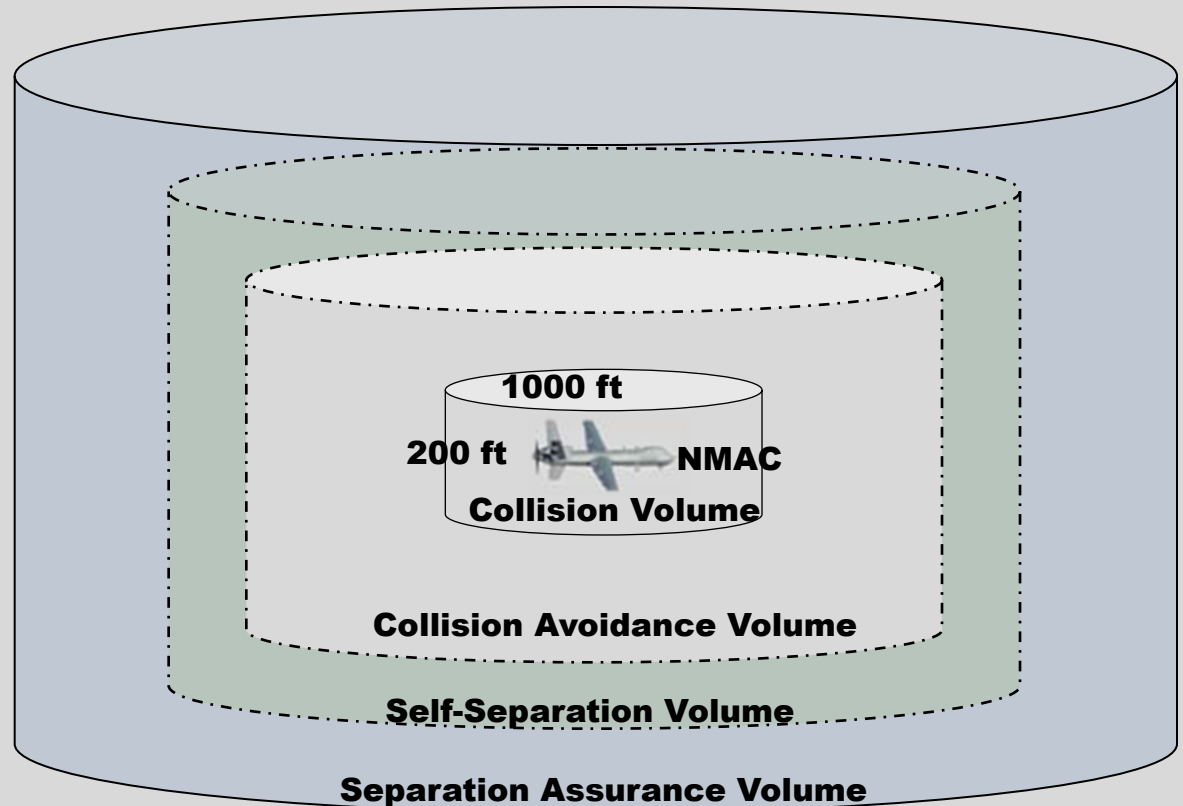 1000 ft
200 ft
NMAC
Collision Volume
Collision Avoidance Volume
Self-Separation Volume
Separation Assurance Volume